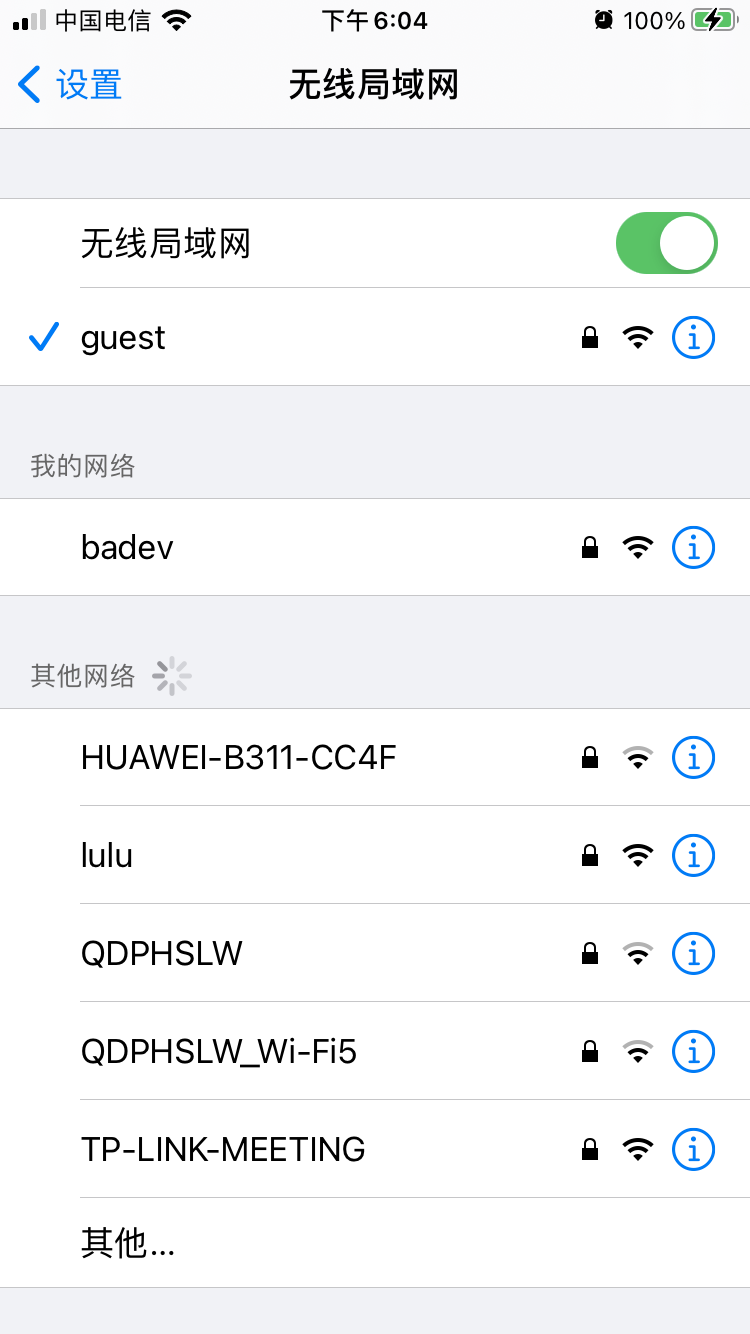 中国电信 下午6:04 100%
设置 无线局域网
无线局域网
guest
我的网络
badev
其他网络
HUAWEI-B311-CC4F
lulu
QDPHSLW
QDPHSLW_Wi-Fi5
TP-LINK-MEETING
其他...